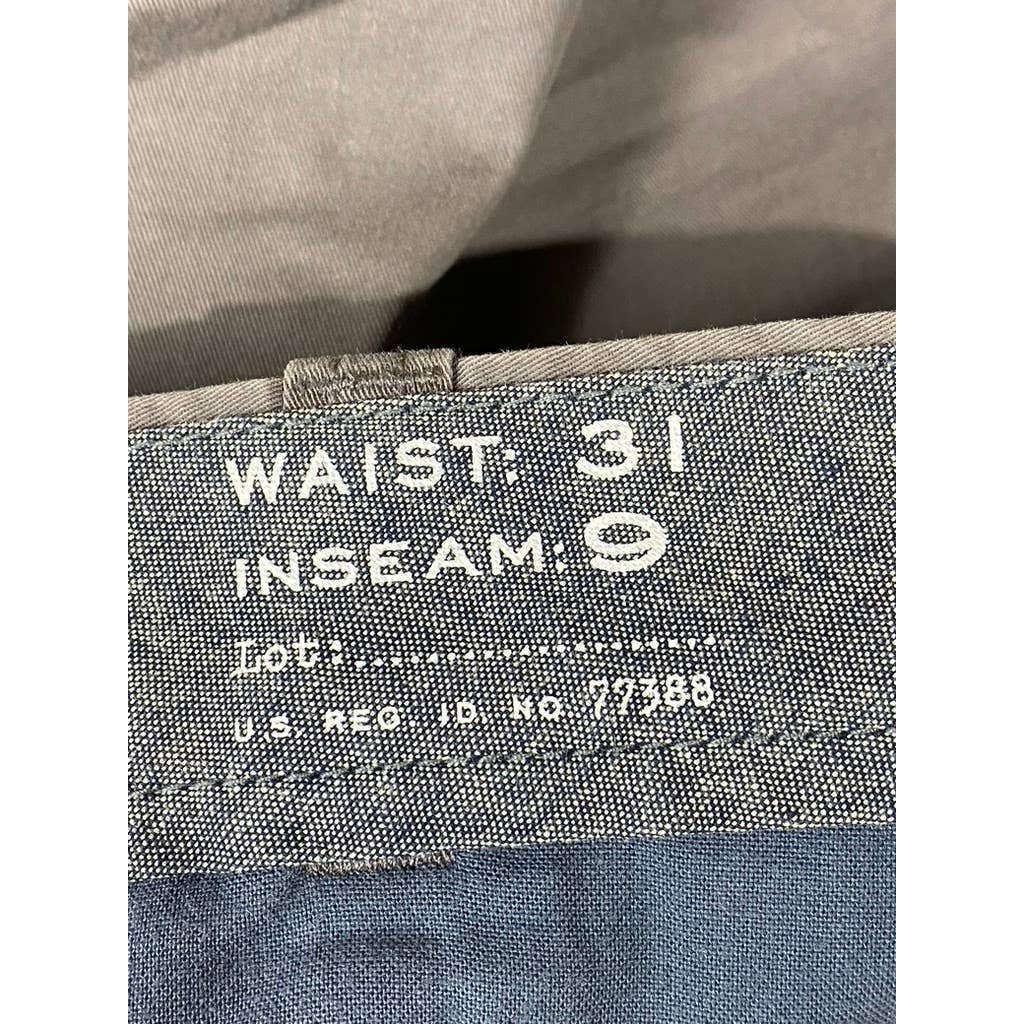 WAIST: 31
INSEAM: 9
Lot:..........................
U.S. REG. ID. NO 77388